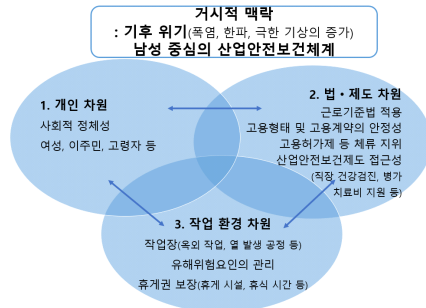 거시적 맥락
: 기후 위기(폭염, 한파, 극한 기상의 증가)
남성 중심의 산업안전보건체계
1. 개인 차원
사회적 정체성
여성, 이주민, 고령자 등
2. 법·제도 차원
근로기준법 적용
고용형태 및 고용계약의 안정성
고용허가제 등 체류 지위
산업안전보건제도 접근성
(직장 건강검진, 병가
치료비 지원 등)
3. 작업 환경 차원
작업장(옥외 작업, 열 발생 공정 등)
유해위험요인의 관리
휴게권 보장(휴게 시설, 휴식 시간 등)